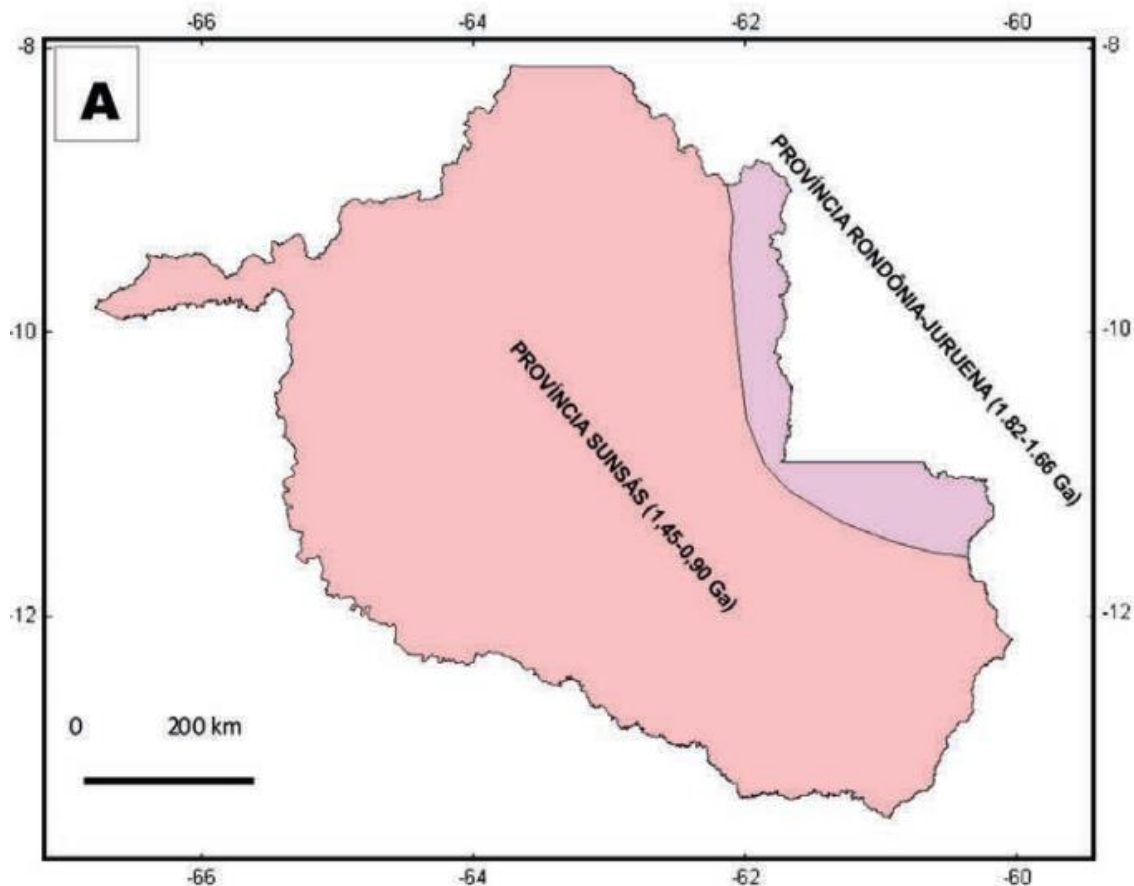 -66 -64 -62 -60
-8 -8
A
PROVÍNCIA RONDÔNIA-JURUENA (1.82-1.66 Ga)
-10 -10
PROVÍNCIA SUNSÁS (1,45-0,90 Ga)
-12 -12
0 200 km
-66 -64 -62 -60